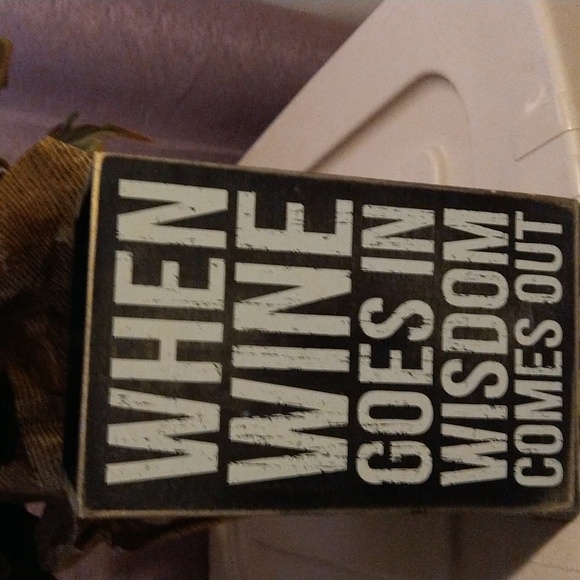 WHEN
WINE
GOES IN
WISDOM
COMES OUT